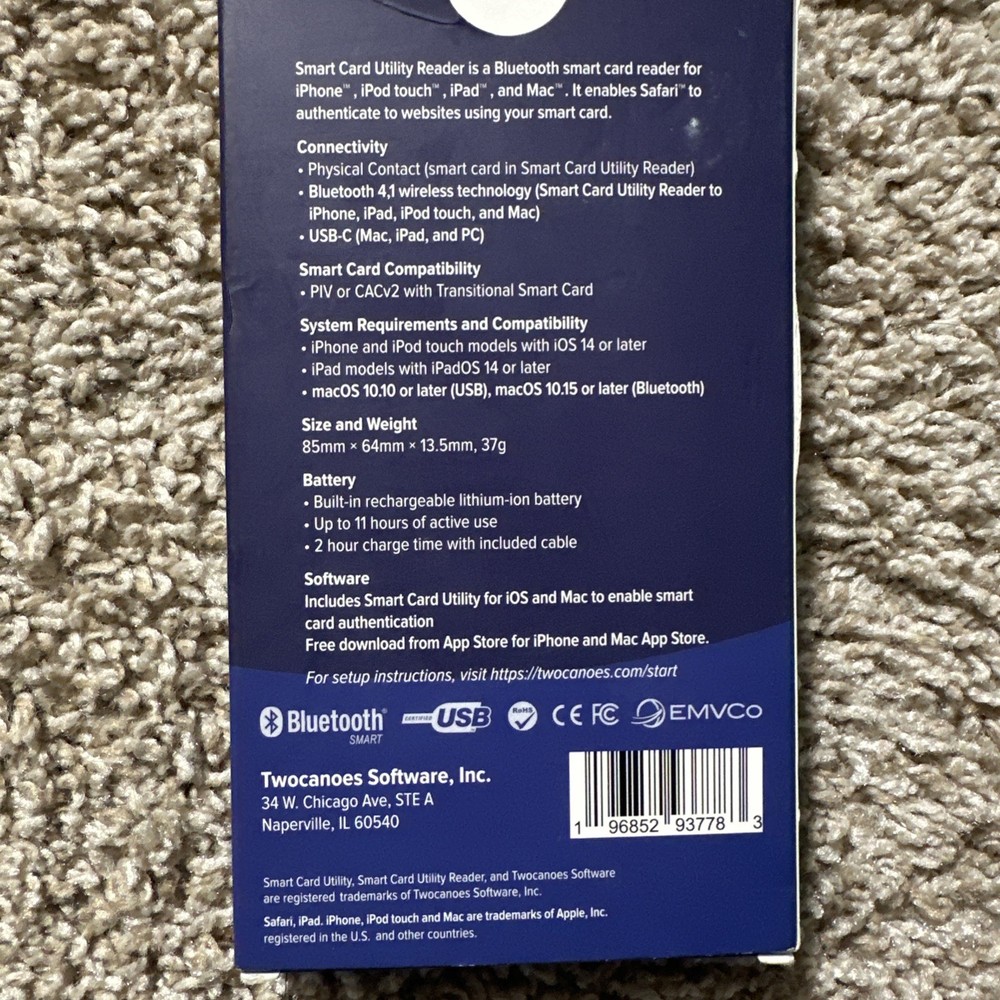 Smart Card Utility Reader is a Bluetooth smart card reader for
iPhone™, iPod touch™, iPad™, and Mac™. It enables Safari™ to
authenticate to websites using your smart card.
Connectivity
• Physical Contact (smart card in Smart Card Utility Reader)
• Bluetooth 4,1 wireless technology (Smart Card Utility Reader to
iPhone, iPad, iPod touch, and Mac)
• USB-C (Mac, iPad, and PC)
Smart Card Compatibility
• PIV or CACv2 with Transitional Smart Card
System Requirements and Compatibility
• iPhone and iPod touch models with iOS 14 or later
• iPad models with iPadOS 14 or later
• macOS 10.10 or later (USB), macOS 10.15 or later (Bluetooth)
Size and Weight
85mm × 64mm × 13.5mm, 37g
Battery
• Built-in rechargeable lithium-ion battery
• Up to 11 hours of active use
• 2 hour charge time with included cable
Software
Includes Smart Card Utility for iOS and Mac to enable smart
card authentication
Free download from App Store for iPhone and Mac App Store.
For setup instructions, visit https://twocanoes.com/start
Bluetooth® SMART CERTIFIED USB RoHS CE FC EMVCo
Twocanoes Software, Inc.
34 W. Chicago Ave, STE A
Naperville, IL 60540
1 96852 93778 3
Smart Card Utility, Smart Card Utility Reader, and Twocanoes Software
are registered trademarks of Twocanoes Software, Inc.
Safari, iPad. iPhone, iPod touch and Mac are trademarks of Apple, Inc.
registered in the U.S. and other countries.